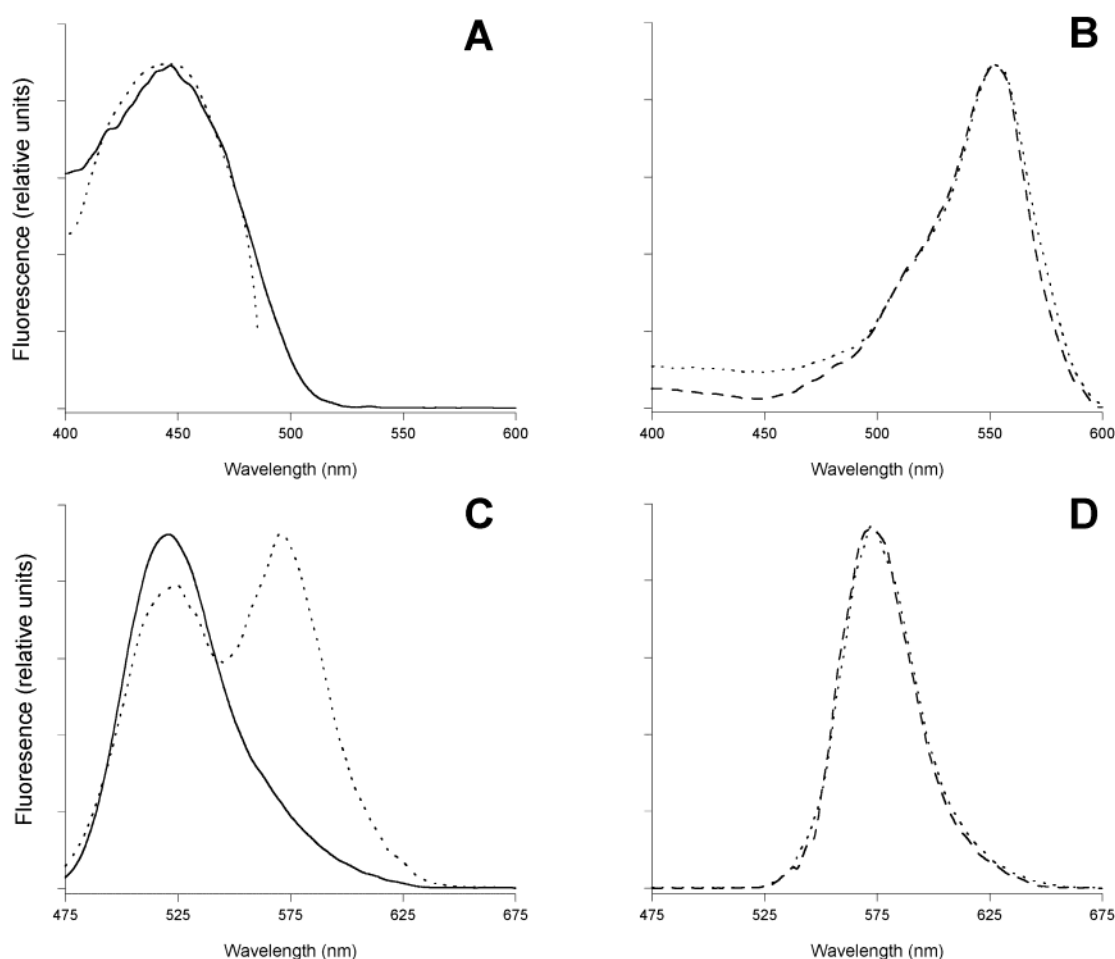 A
Fluorescence (relative units)
400 450 500 550 600
Wavelength (nm)
B
400 450 500 550 600
Wavelength (nm)
C
Fluoresence (relative units)
475 525 575 625 675
Wavelength (nm)
D
475 525 575 625 675
Wavelength (nm)